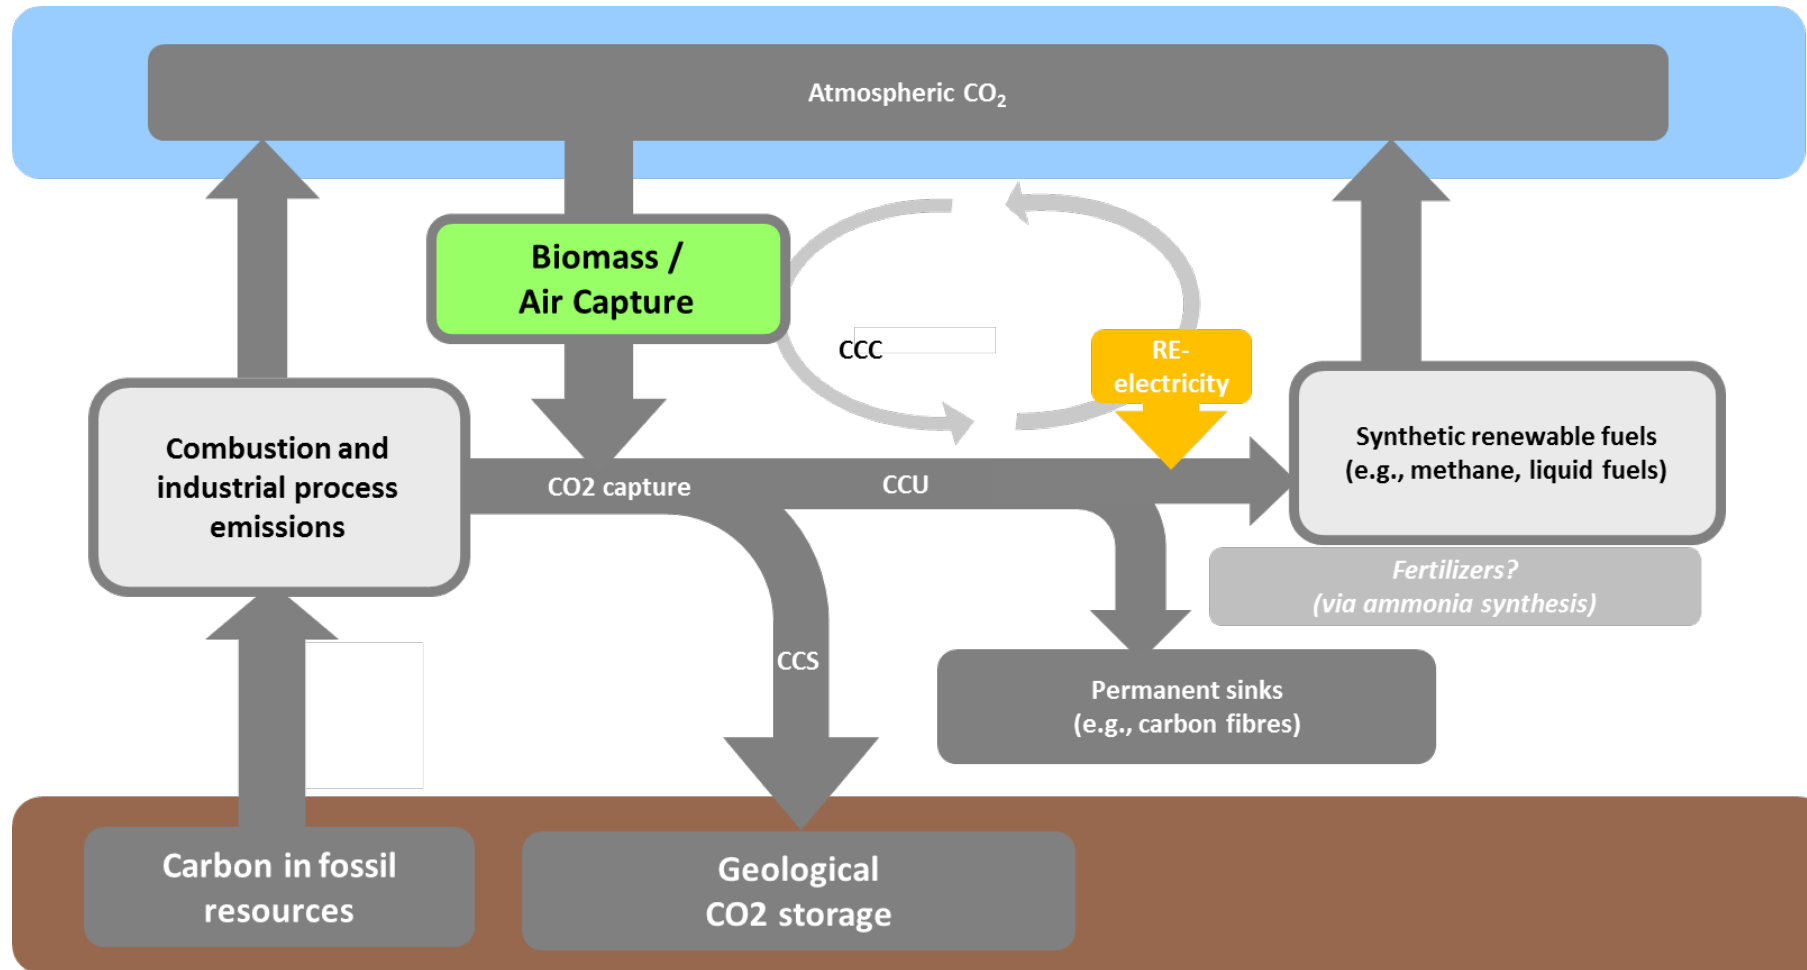 Atmospheric CO₂
Biomass /
Air Capture
CCC
RE-
electricity
Combustion and
industrial process
emissions
CO2 capture
CCU
Synthetic renewable fuels
(e.g., methane, liquid fuels)
Fertilizers?
(via ammonia synthesis)
CCS
Permanent sinks
(e.g., carbon fibres)
Carbon in fossil
resources
Geological
CO2 storage